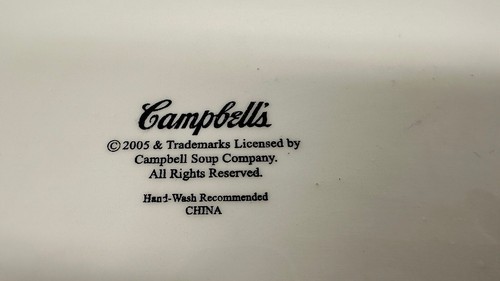 Campbell's
© 2005 & Trademarks Licensed by
Campbell Soup Company.
All Rights Reserved.
Hand-Wash Recommended
CHINA